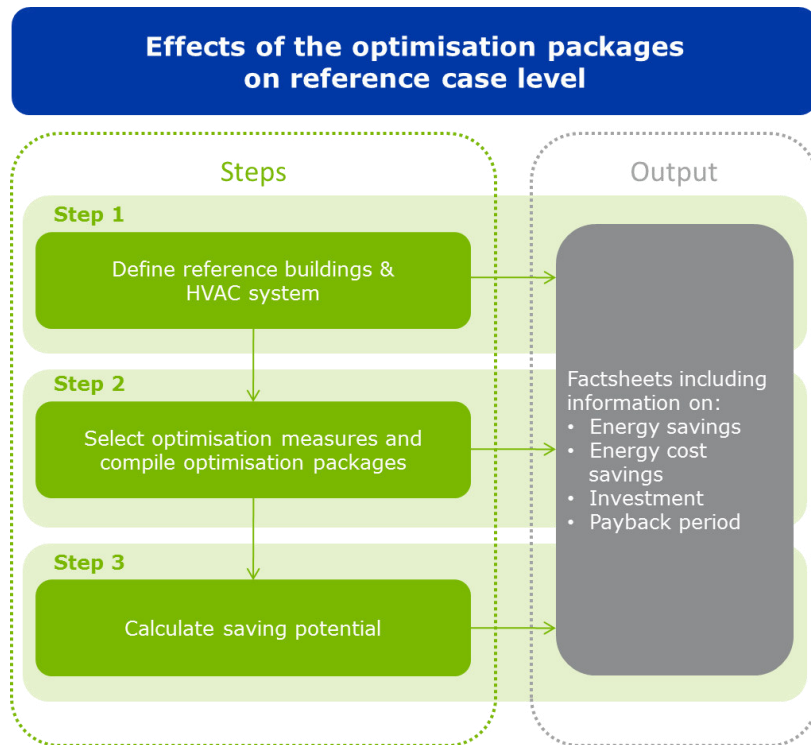 Effects of the optimisation packages
on reference case level
Steps
Output
Step 1
Define reference buildings &
HVAC system
Step 2
Select optimisation measures and
compile optimisation packages
Step 3
Calculate saving potential
Factsheets including
information on:
• Energy savings
• Energy cost
savings
• Investment
• Payback period